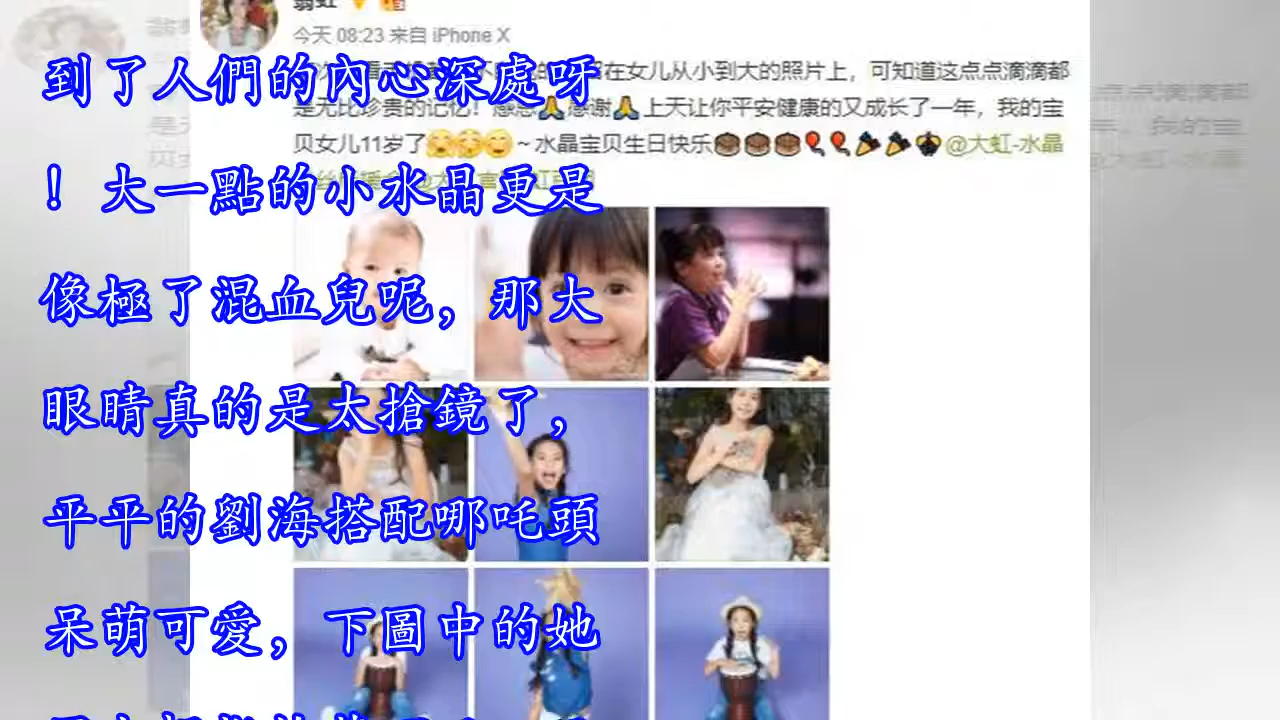 翁虹
今天 08:23 来自 iPhone X
在女儿从小到大的照片上，可知道这点点滴滴都
是无比珍贵的记忆！感恩🙏感谢🙏上天让你平安健康的又成长了一年，我的宝
贝女儿11岁了～水晶宝贝生日快乐 @大虹-水晶
到了人們的內心深處呀
！大一點的小水晶更是
像極了混血兒呢，那大
眼睛真的是太搶鏡了，
平平的劉海搭配哪吒頭
呆萌可愛，下圖中的她